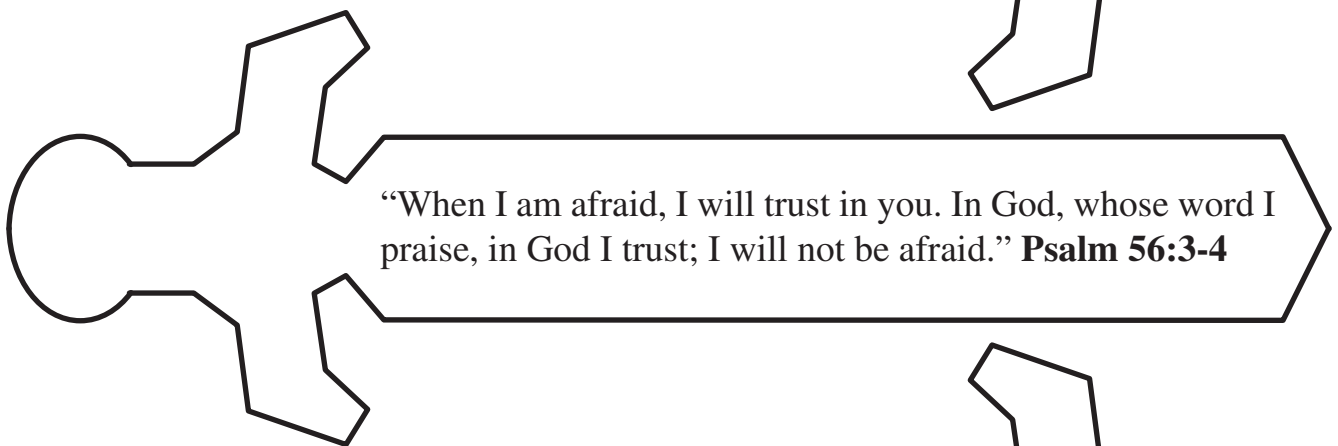 “When I am afraid, I will trust in you. In God, whose word I
praise, in God I trust; I will not be afraid.” Psalm 56:3-4